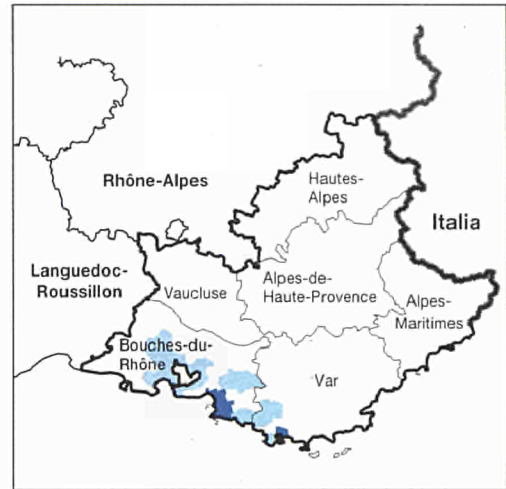 Rhône-Alpes
Hautes-
Alpes
Italia
Languedoc-
Roussillon
Vaucluse
Alpes-de-
Haute-Provence
Alpes-
Maritimes
Bouches-du-
Rhône
Var